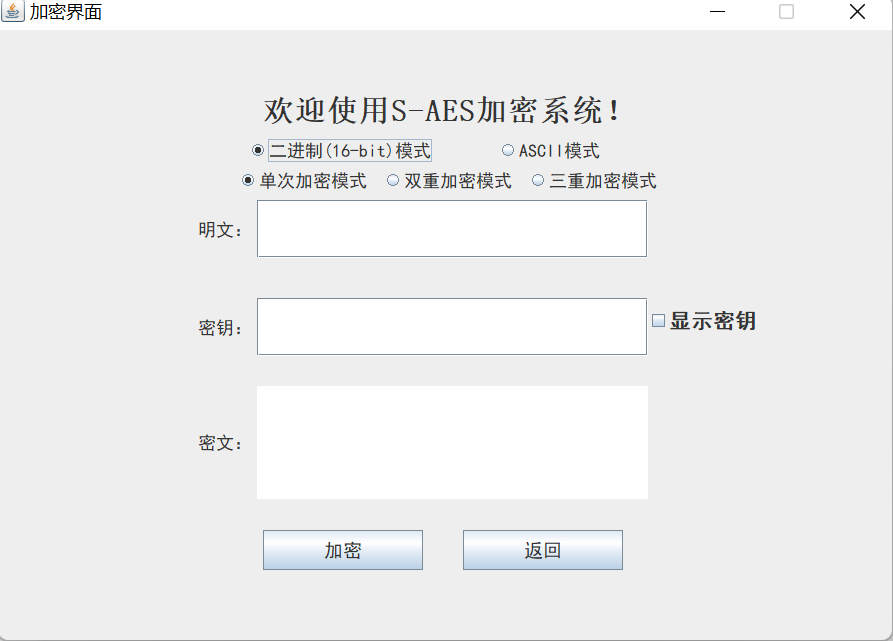 加密界面
欢迎使用S-AES加密系统！
二进制(16-bit)模式 ASCII模式
单次加密模式 双重加密模式 三重加密模式
明文：
密钥： 显示密钥
密文：
加密 返回